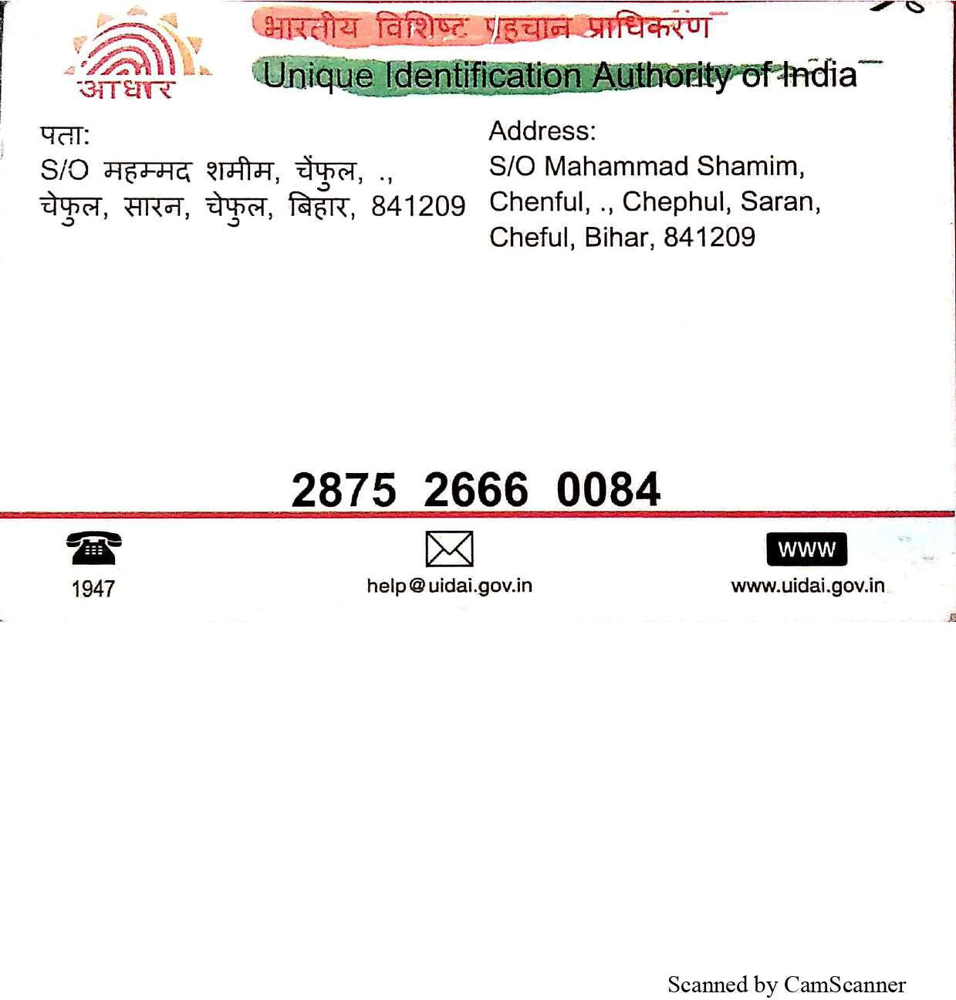 आधार
भारतीय विशिष्ट पहचान प्राधिकरण
Unique Identification Authority of India
पता:
S/O महम्मद शमीम, चेंफुल, .,
चेफुल, सारन, चेफुल, बिहार, 841209
Address:
S/O Mahammad Shamim,
Chenful, ., Chephul, Saran,
Cheful, Bihar, 841209
2875 2666 0084
1947
help@uidai.gov.in
www
www.uidai.gov.in
Scanned by CamScanner